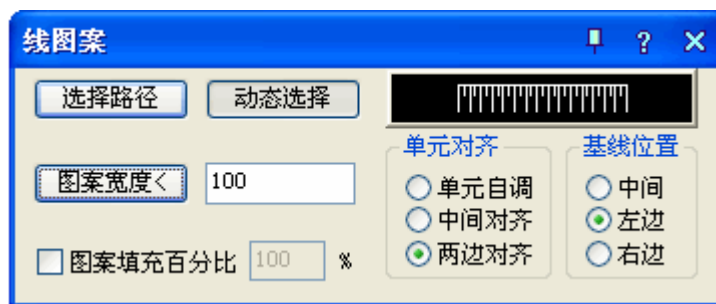 线图案
选择路径 动态选择
图案宽度< 100
图案填充百分比 100 %
单元对齐
单元自调
中间对齐
两边对齐
基线位置
中间
左边
右边